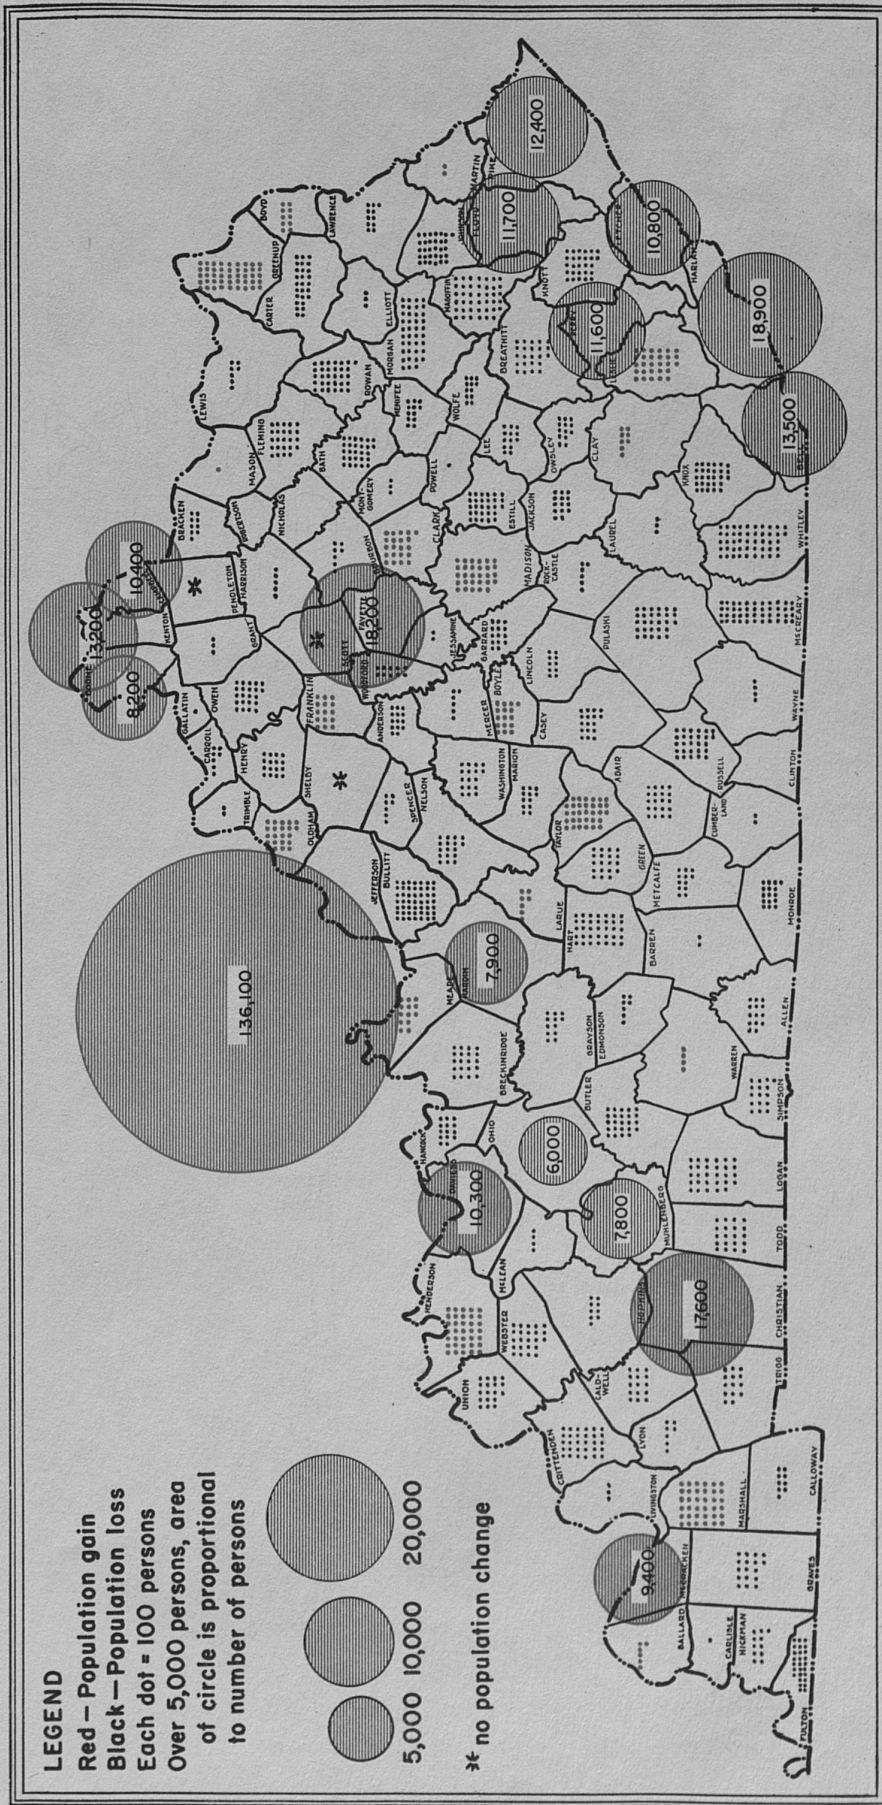 LEGEND
Red – Population gain
Black – Population loss
Each dot = 100 persons
Over 5,000 persons, area
of circle is proportional
to number of persons
5,000 10,000 20,000
* no population change
FULTON
HICKMAN
CARLISLE
BALLARD
McCRACKEN
9,400
GRAVES
CALLOWAY
MARSHALL
LIVINGSTON
CRITTENDEN
LYON
CALD-
WELL
TRIGG
CHRISTIAN
17,600
HOPKINS
UNION
WEBSTER
HENDERSON
McLEAN
DAVIESS
10,300
MUHLENBERG
7,800
TODD
LOGAN
OHIO
6,000
HANCOCK
BUTLER
SIMPSON
WARREN
ALLEN
EDMONSON
GRAYSON
BRECKINRIDGE
MEADE
HARDIN
7,900
136,100
JEFFERSON
BULLITT
LARUE
HART
BARREN
MONROE
METCALFE
GREEN
TAYLOR
CUMBER-
LAND
ADAIR
RUSSELL
CLINTON
WAYNE
NELSON
SPENCER
WASHINGTON
MARION
OLDHAM
SHELBY
TRIMBLE
HENRY
CARROLL
GALLATIN
OWEN
FRANKLIN
ANDERSON
MERCER
BOYLE
CASEY
LINCOLN
PULASKI
GARRARD
JESSAMINE
WOODFORD
SCOTT
FAYETTE
18,200
BOURBON
GRANT
BOONE
8,200
KENTON
13,200
10,400
PENDLETON
HARRISON
BRACKEN
ROBERTSON
NICHOLAS
MASON
FLEMING
LEWIS
BATH
ROWAN
MONT-
GOMERY
CLARK
MADISON
ROCK-
CASTLE
McCREARY
WHITLEY
LAUREL
JACKSON
ESTILL
POWELL
MENIFEE
WOLFE
LEE
OWSLEY
CLAY
KNOX
BELL
13,500
HARLAN
18,900
LESLIE
PERRY
11,600
BREATHITT
KNOTT
LETCHER
10,800
MAGOFFIN
MORGAN
ELLIOTT
CARTER
GREENUP
BOYD
LAWRENCE
JOHNSON
FLOYD
11,700
MARTIN
PIKE
12,400